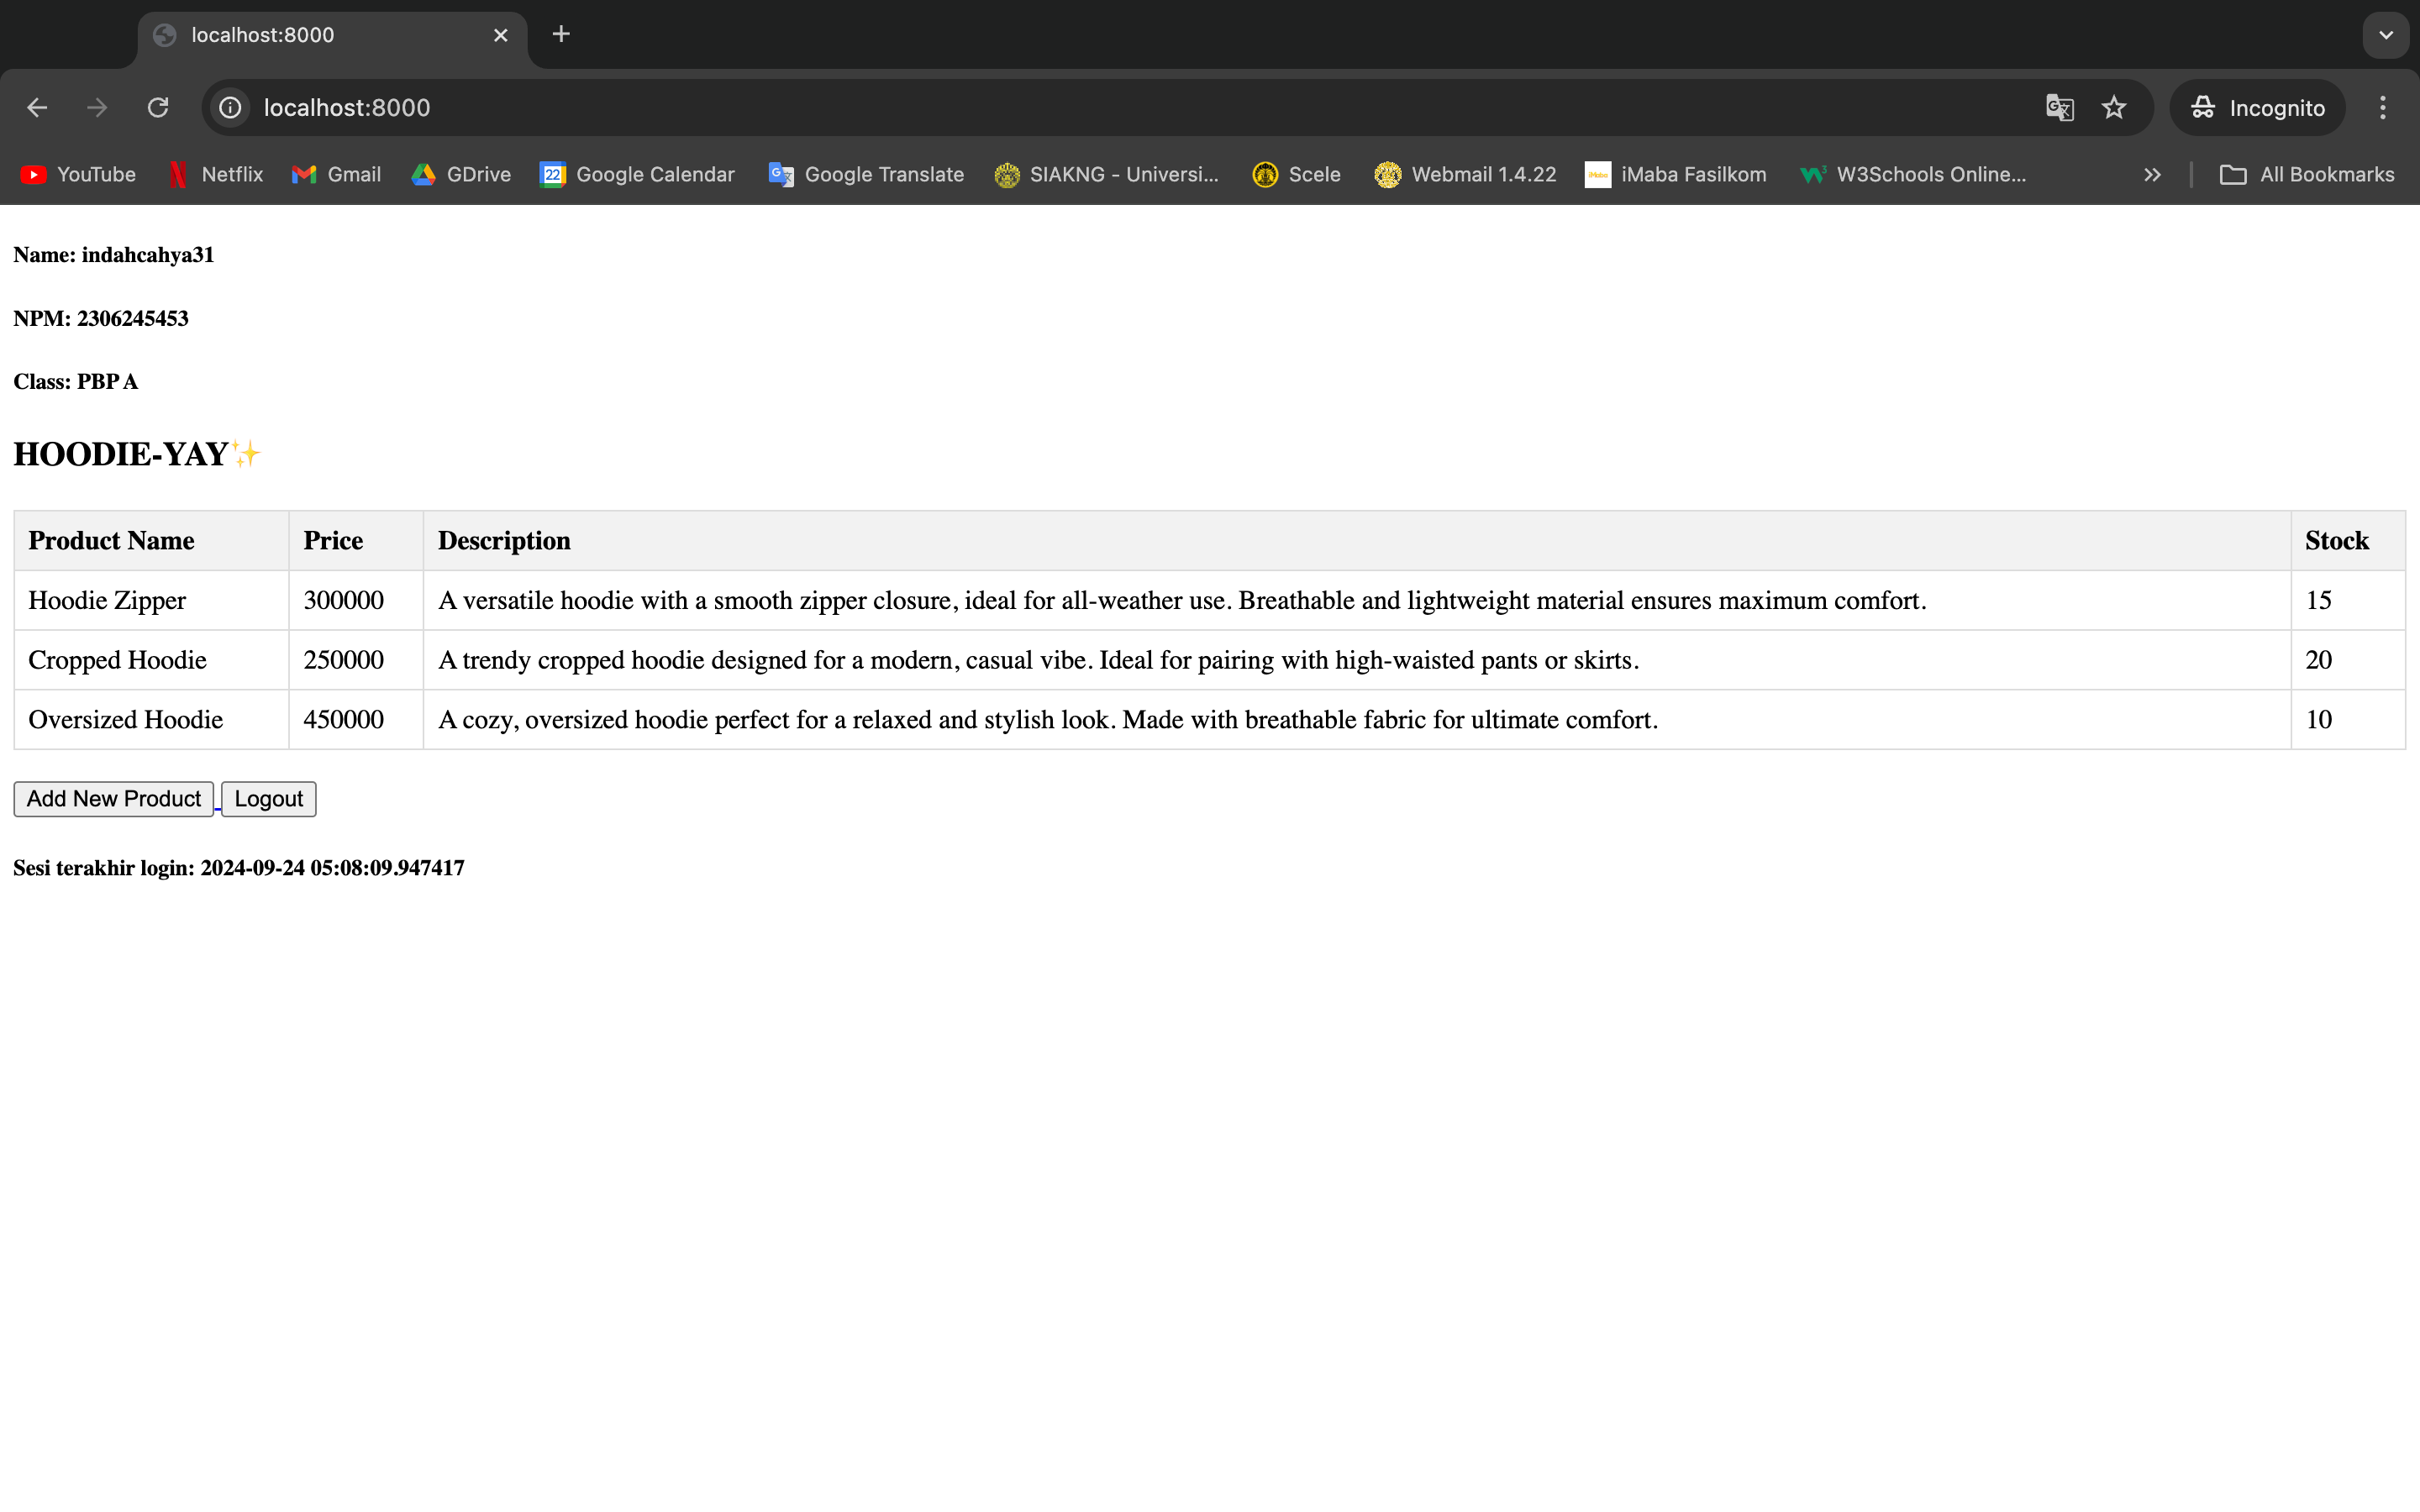 localhost:8000
localhost:8000 Incognito
YouTube Netflix Gmail GDrive 22 Google Calendar Google Translate SIAKNG - Universi... Scele Webmail 1.4.22 iMaba iMaba Fasilkom W3Schools Online... All Bookmarks
Name: indahcahya31
NPM: 2306245453
Class: PBP A
HOODIE-YAY✨
Product Name Price Description Stock
Hoodie Zipper 300000 A versatile hoodie with a smooth zipper closure, ideal for all-weather use. Breathable and lightweight material ensures maximum comfort. 15
Cropped Hoodie 250000 A trendy cropped hoodie designed for a modern, casual vibe. Ideal for pairing with high-waisted pants or skirts. 20
Oversized Hoodie 450000 A cozy, oversized hoodie perfect for a relaxed and stylish look. Made with breathable fabric for ultimate comfort. 10
Add New Product Logout
Sesi terakhir login: 2024-09-24 05:08:09.947417